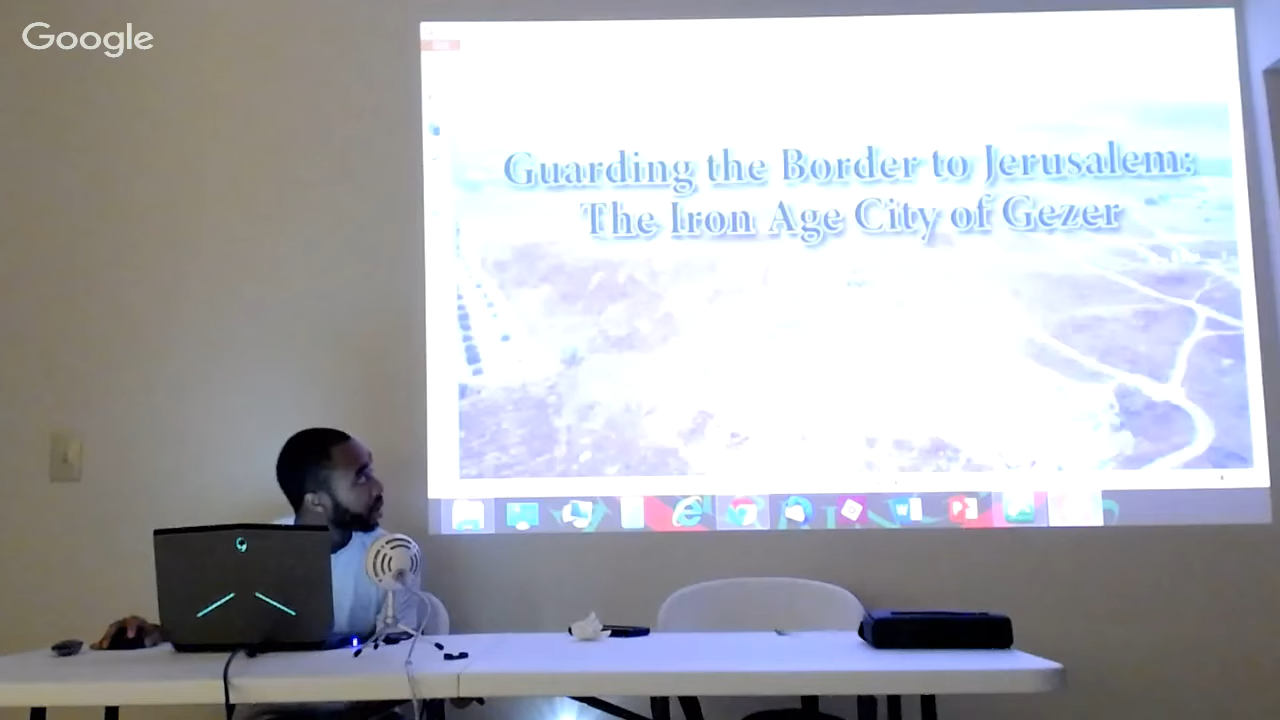 Google
Guarding the Border to Jerusalem:
The Iron Age City of Gezer